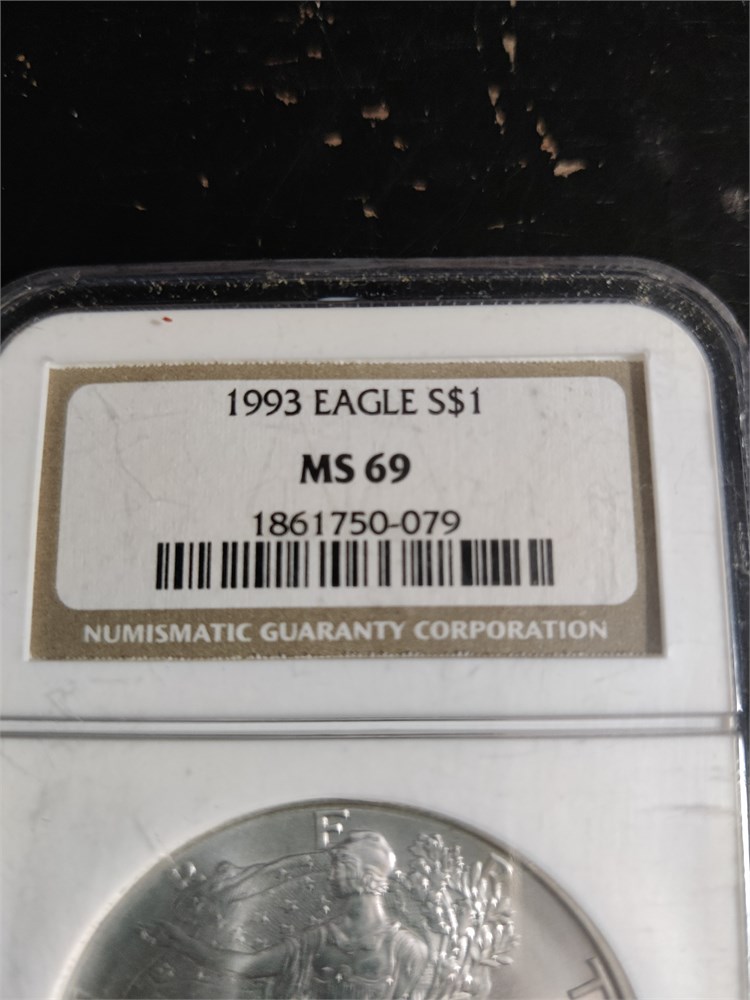 1993 EAGLE S$1
MS 69
1861750-079
NUMISMATIC GUARANTY CORPORATION
E